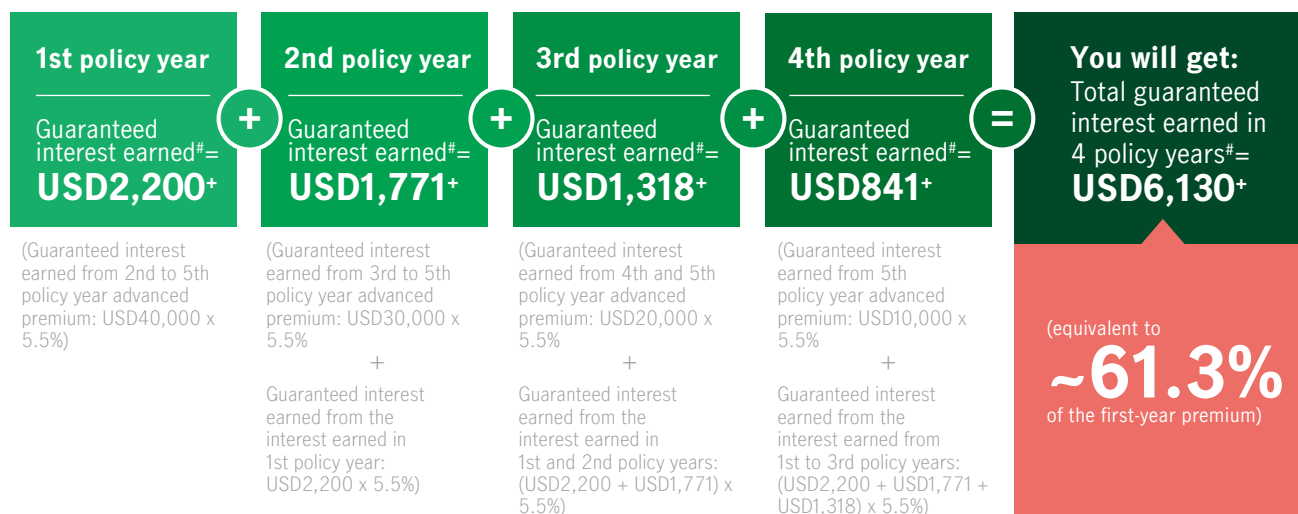 1st policy year
Guaranteed
interest earned#=
USD2,200+
(Guaranteed interest
earned from 2nd to 5th
policy year advanced
premium: USD40,000 x
5.5%)
+
2nd policy year
Guaranteed
interest earned#=
USD1,771+
(Guaranteed interest
earned from 3rd to 5th
policy year advanced
premium: USD30,000 x
5.5%
+
Guaranteed interest
earned from the
interest earned in
1st policy year:
USD2,200 x 5.5%)
+
3rd policy year
Guaranteed
interest earned#=
USD1,318+
(Guaranteed interest
earned from 4th and 5th
policy year advanced
premium: USD20,000 x
5.5%
+
Guaranteed interest
earned from the
interest earned in
1st and 2nd policy years:
(USD2,200 + USD1,771) x
5.5%)
+
4th policy year
Guaranteed
interest earned#=
USD841+
(Guaranteed interest
earned from 5th
policy year advanced
premium: USD10,000 x
5.5%
+
Guaranteed interest
earned from the
interest earned from
1st to 3rd policy years:
(USD2,200 + USD1,771 +
USD1,318) x 5.5%)
=
You will get:
Total guaranteed
interest earned in
4 policy years#=
USD6,130+
(equivalent to
~61.3%
of the first-year premium)